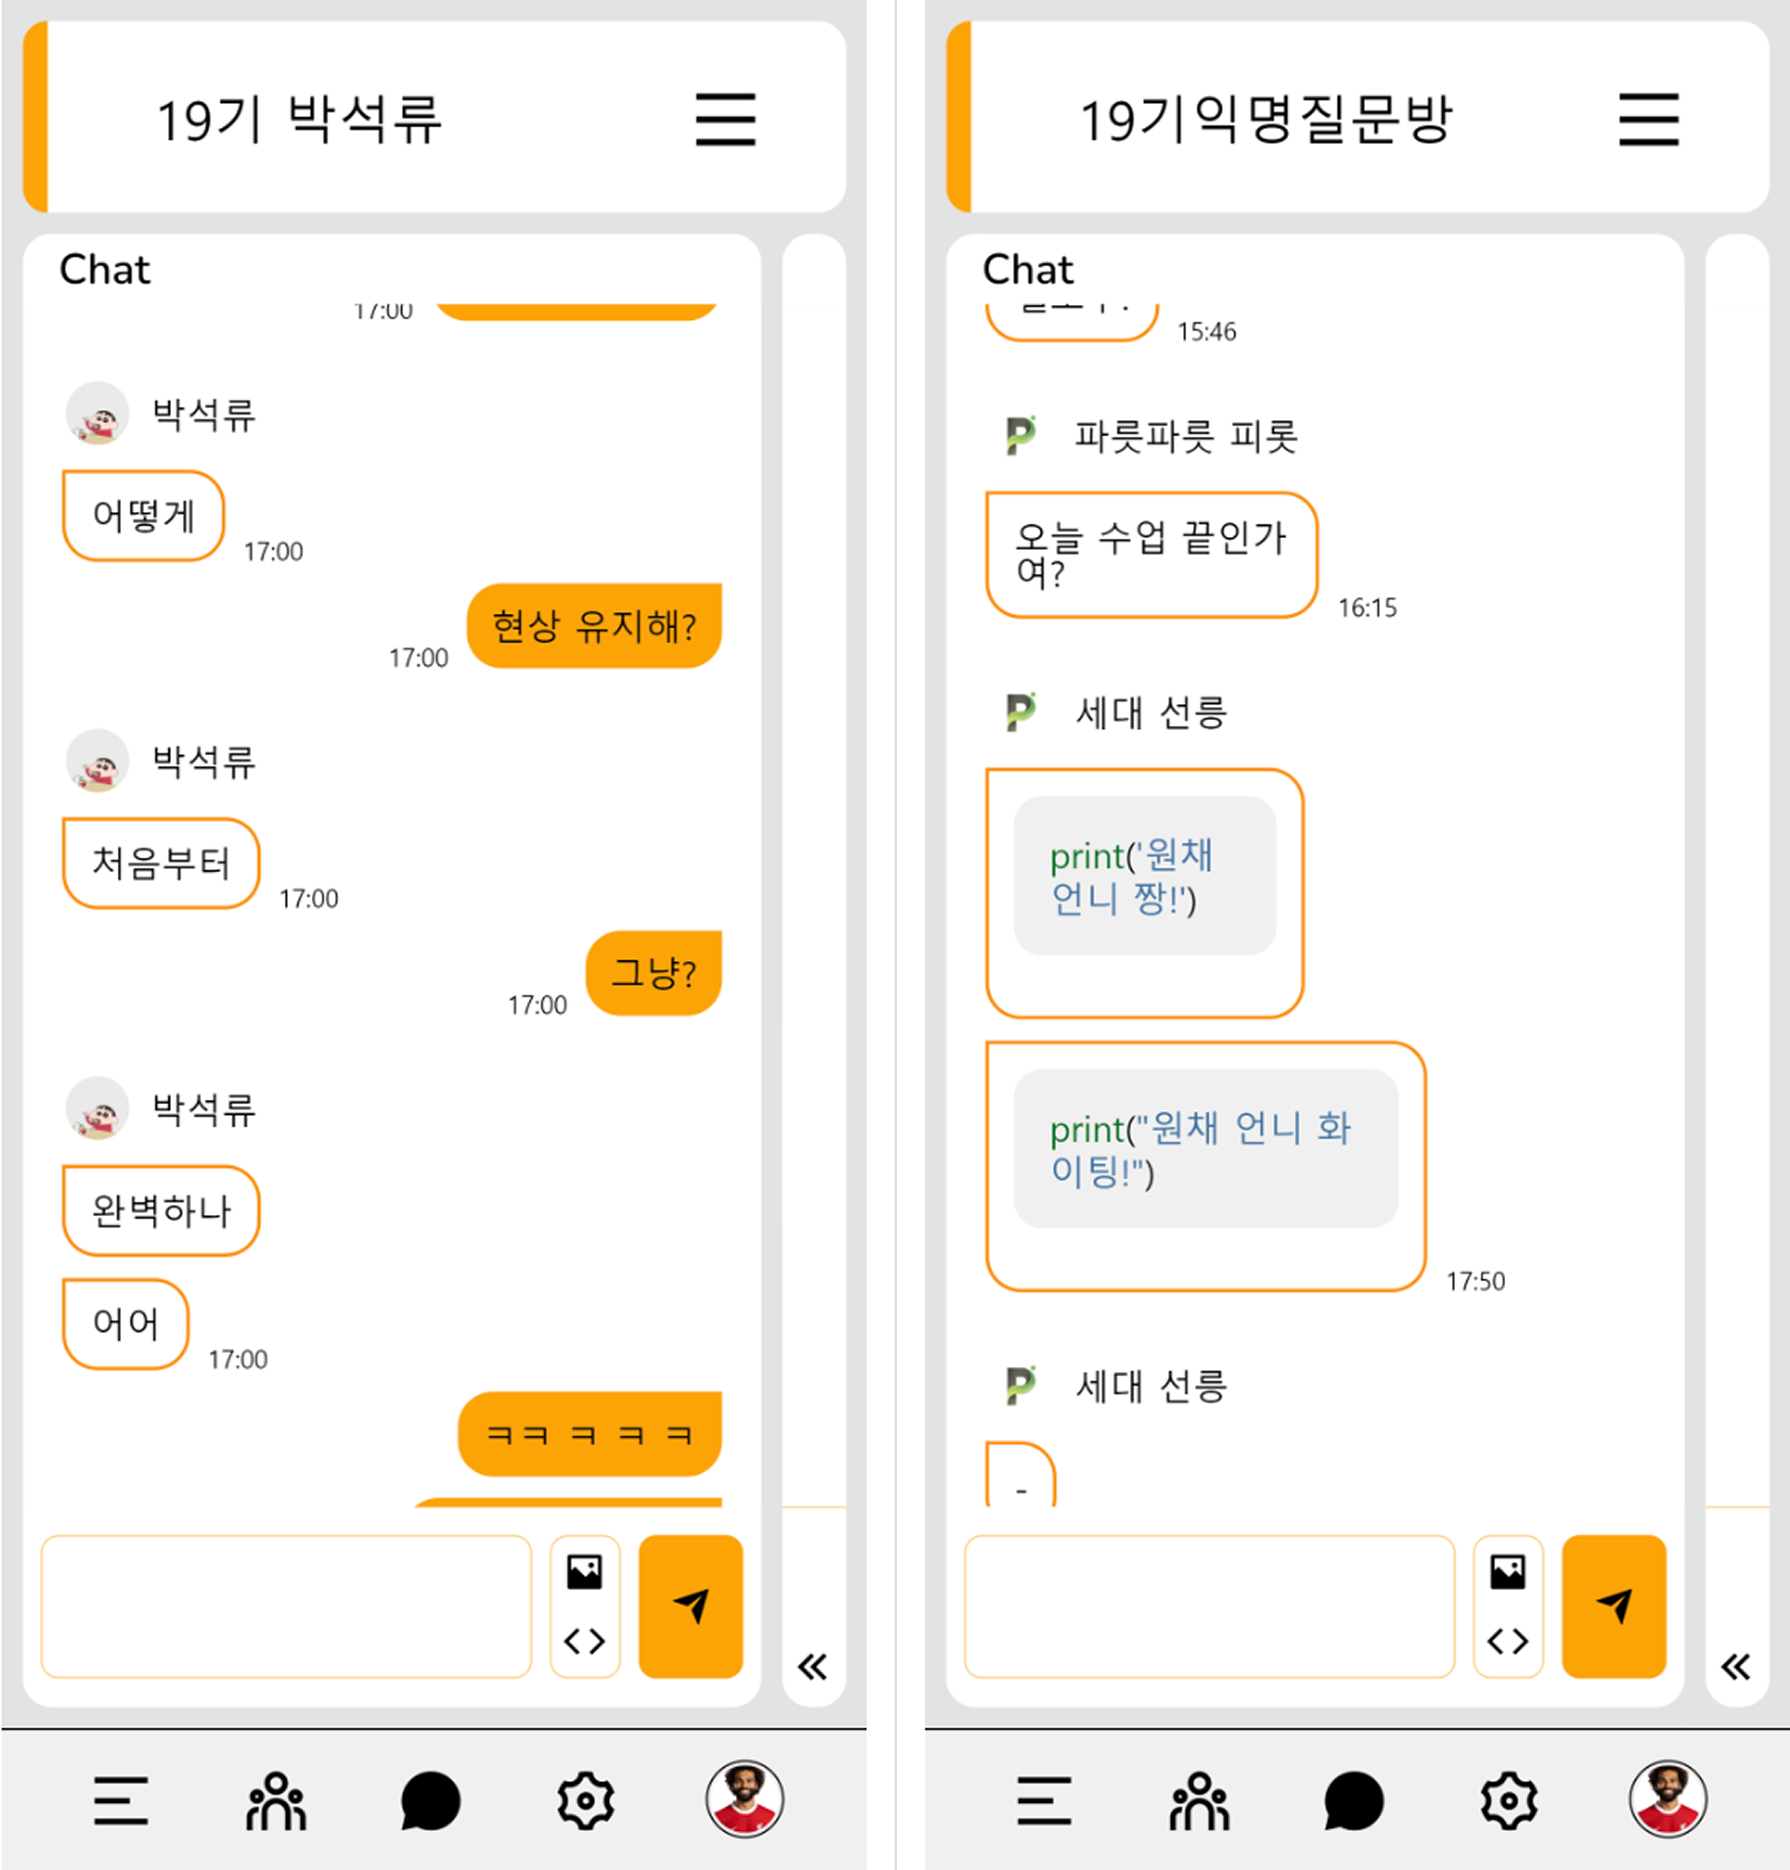 19기 박석류
Chat
17:00
박석류
어떻게
17:00
현상 유지해?
17:00
박석류
처음부터
17:00
그냥?
17:00
박석류
완벽하나
어어
17:00
ㅋㅋ ㅋ ㅋ ㅋ
19기익명질문방
Chat
15:46
파릇파릇 피롯
오늘 수업 끝인가
여?
16:15
세대 선릉
print('원채
언니 짱!')
print("원채 언니 화
이팅!")
17:50
세대 선릉
-